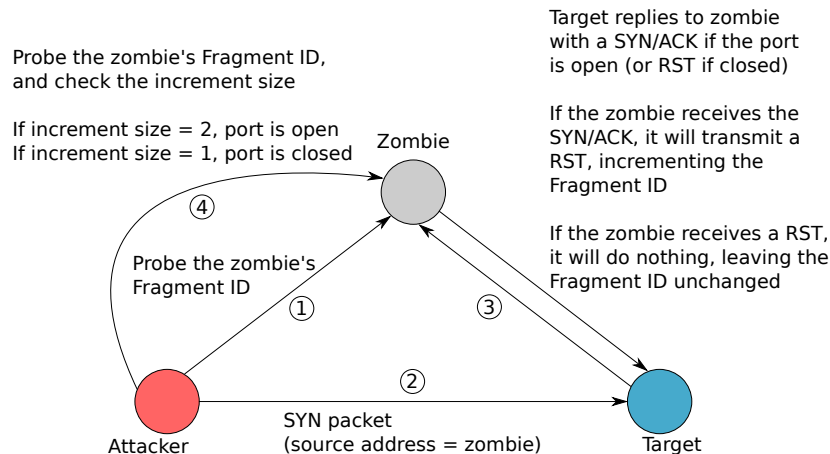 Probe the zombie's Fragment ID,
and check the increment size
If increment size = 2, port is open
If increment size = 1, port is closed
Target replies to zombie
with a SYN/ACK if the port
is open (or RST if closed)
If the zombie receives the
SYN/ACK, it will transmit a
RST, incrementing the
Fragment ID
If the zombie receives a RST,
it will do nothing, leaving the
Fragment ID unchanged
Zombie
4
Probe the zombie's
Fragment ID
1
3
2
SYN packet
(source address = zombie)
Attacker
Target